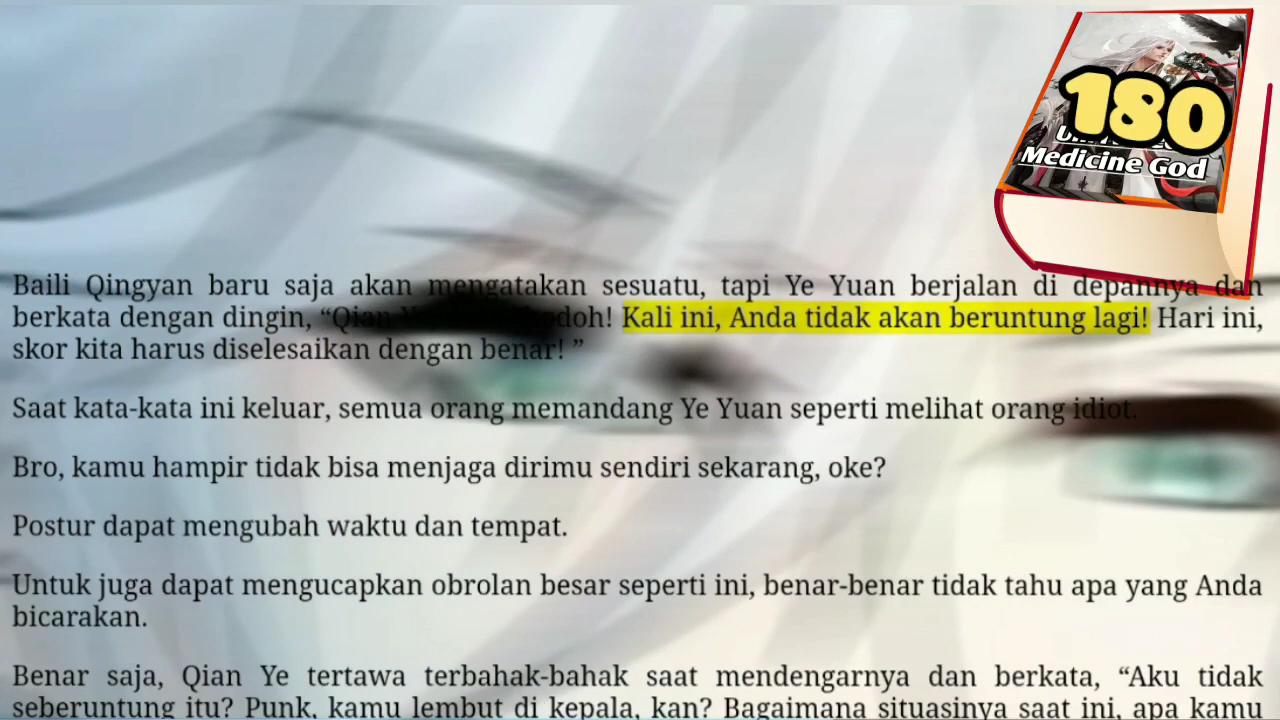 180
Medicine God
Baili Qingyan baru saja akan mengatakan sesuatu, tapi Ye Yuan berjalan di depannya dan
berkata dengan dingin, “Qian Kali ini, Anda tidak akan beruntung lagi! Hari ini,
skor kita harus diselesaikan dengan benar! ”
Saat kata-kata ini keluar, semua orang memandang Ye Yuan seperti melihat orang idiot.
Bro, kamu hampir tidak bisa menjaga dirimu sendiri sekarang, oke?
Postur dapat mengubah waktu dan tempat.
Untuk juga dapat mengucapkan obrolan besar seperti ini, benar-benar tidak tahu apa yang Anda
bicarakan.
Benar saja, Qian Ye tertawa terbahak-bahak saat mendengarnya dan berkata, “Aku tidak
seberuntung itu? Punk, kamu lembut di kepala, kan? Bagaimana situasinya saat ini, apa kamu